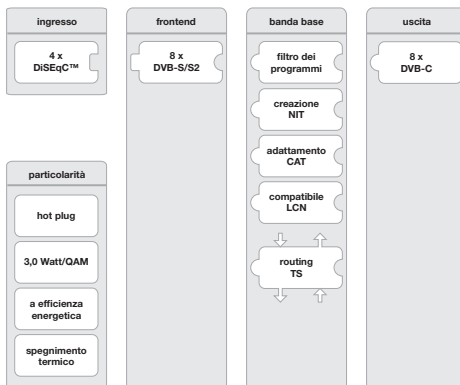 ingresso
4 x
DiSEqC™
frontend
8 x
DVB-S/S2
banda base
filtro dei
programmi
creazione
NIT
adattamento
CAT
compatibile
LCN
routing
TS
uscita
8 x
DVB-C
particolarità
hot plug
3,0 Watt/QAM
a efficienza
energetica
spegnimento
termico